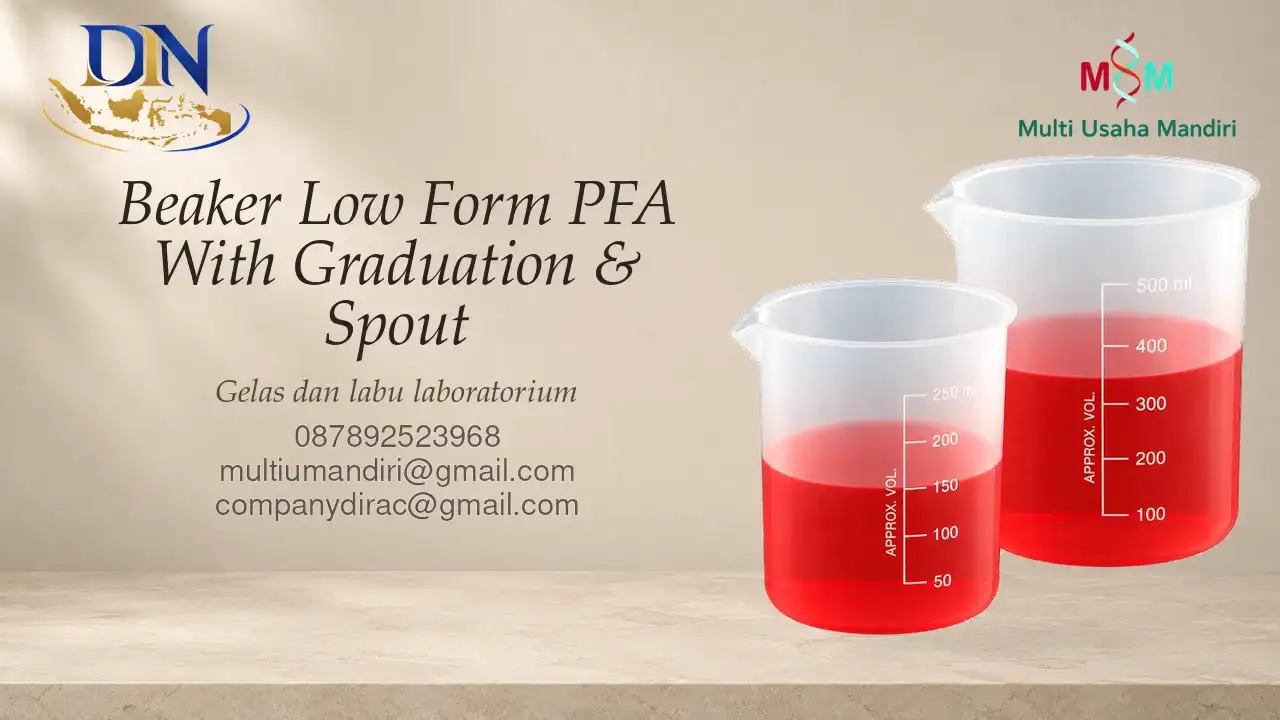 DIN
MSM
Multi Usaha Mandiri
Beaker Low Form PFA
With Graduation &
Spout
Gelas dan labu laboratorium
087892523968
multiumandiri@gmail.com
companydirac@gmail.com
250 ml
200
150
100
50
APPROX. VOL.
500 ml
400
300
200
100
APPROX. VOL.